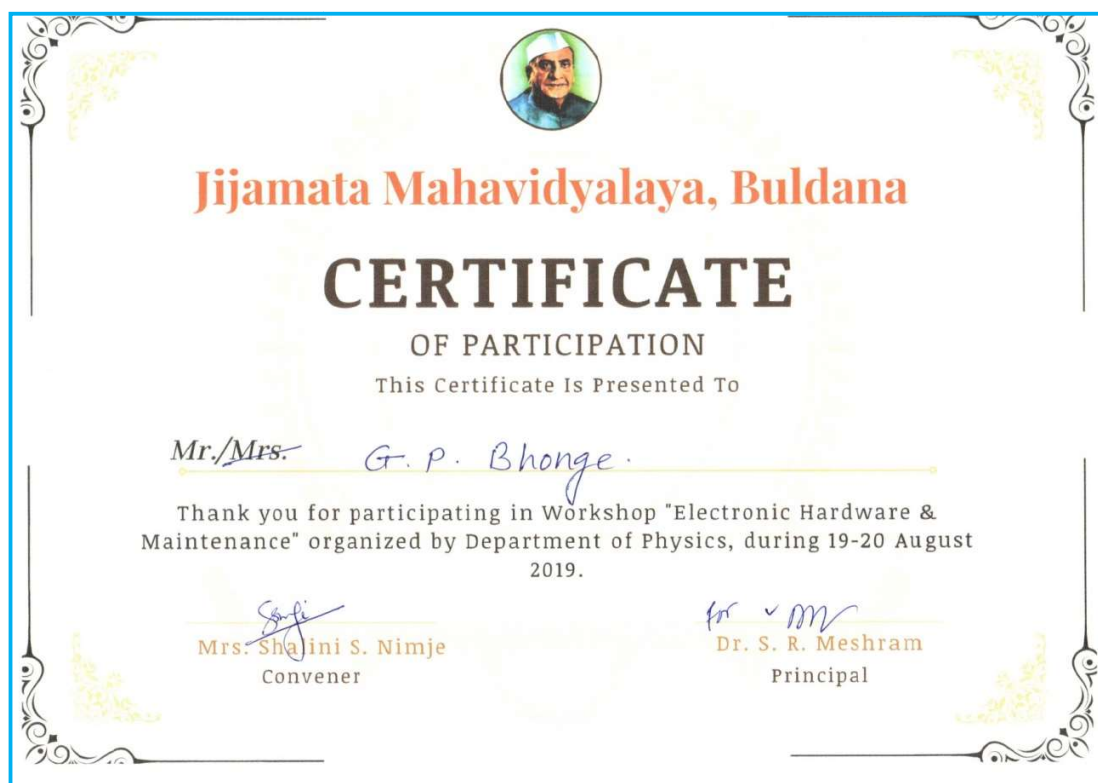 Jijamata Mahavidyalaya, Buldana
CERTIFICATE
OF PARTICIPATION
This Certificate Is Presented To
Mr./Mrs. G. P. Bhonge.
Thank you for participating in Workshop "Electronic Hardware &
Maintenance" organized by Department of Physics, during 19-20 August
2019.
for
Mrs. Shalini S. Nimje
Dr. S. R. Meshram
Convener
Principal